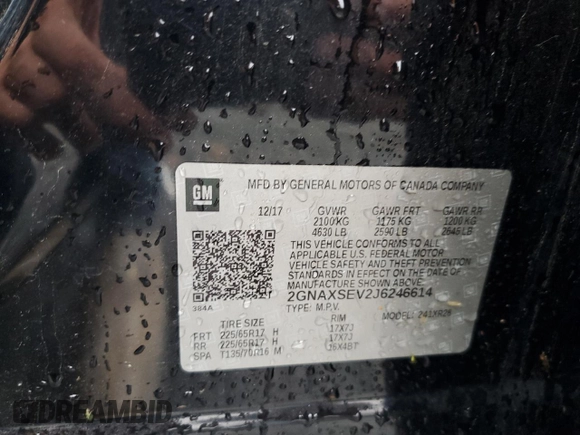 GM
MFD BY GENERAL MOTORS OF CANADA COMPANY
12/17 GVWR GAWR FRT GAWR RR
2100 KG 1175 KG 1200 KG
4630 LB 2590 LB 2645 LB
THIS VEHICLE CONFORMS TO ALL
APPLICABLE U.S. FEDERAL MOTOR
VEHICLE SAFETY AND THEFT PREVENTION
STANDARDS IN EFFECT ON THE DATE OF
MANUFACTURE SHOWN ABOVE.
2GNAXSEV2J6246614
384A TYPE: M.P.V. MODEL: 241XR26
TIRE SIZE RIM
FRT 225/65R17 H 17X7J
RR 225/65R17 H 17X7J
SPA T135/70R16 M 16X4BT
DREAMBID